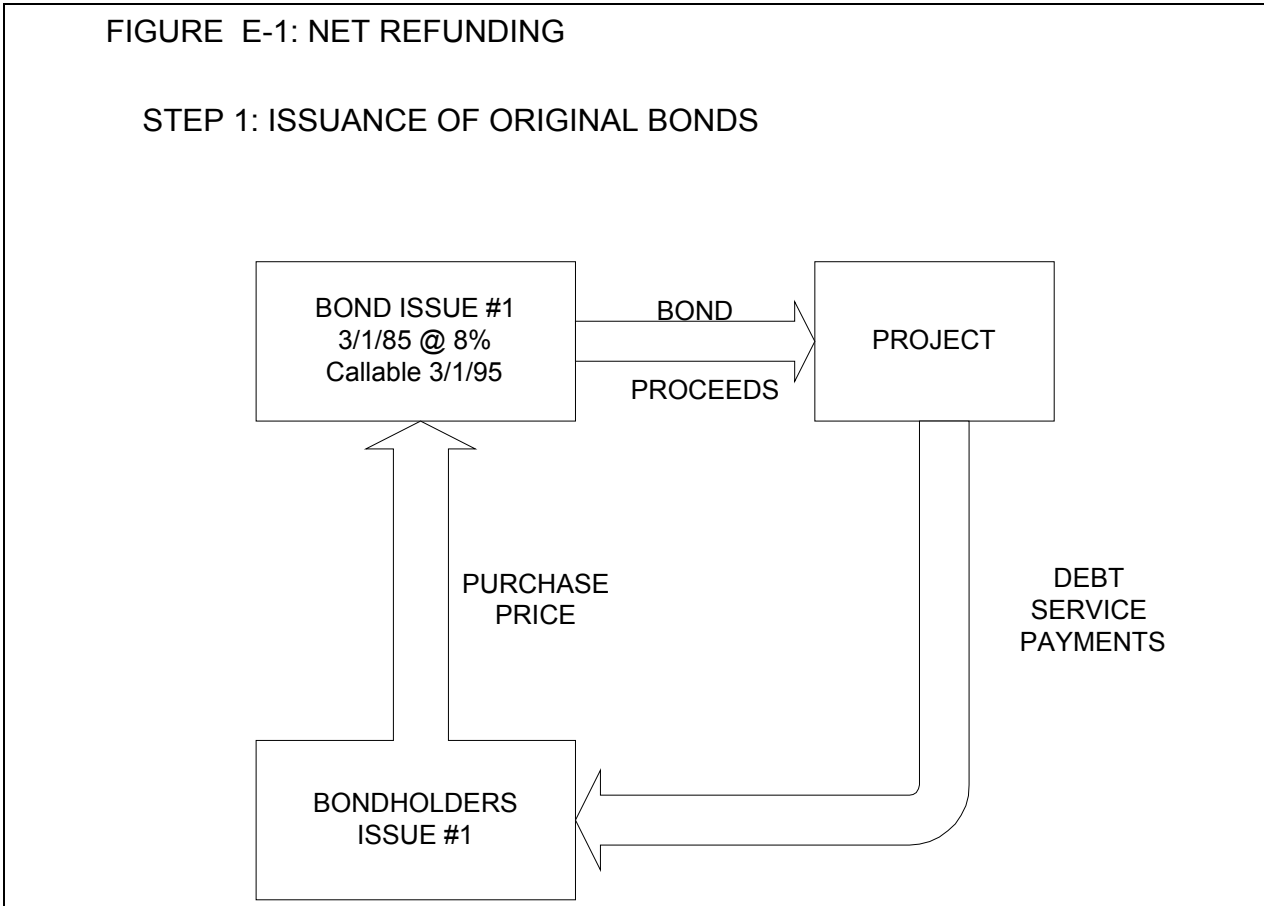 FIGURE E-1: NET REFUNDING
STEP 1: ISSUANCE OF ORIGINAL BONDS
BOND ISSUE #1
3/1/85 @ 8%
Callable 3/1/95
BOND
PROCEEDS
PROJECT
PURCHASE
PRICE
DEBT
SERVICE
PAYMENTS
BONDHOLDERS
ISSUE #1